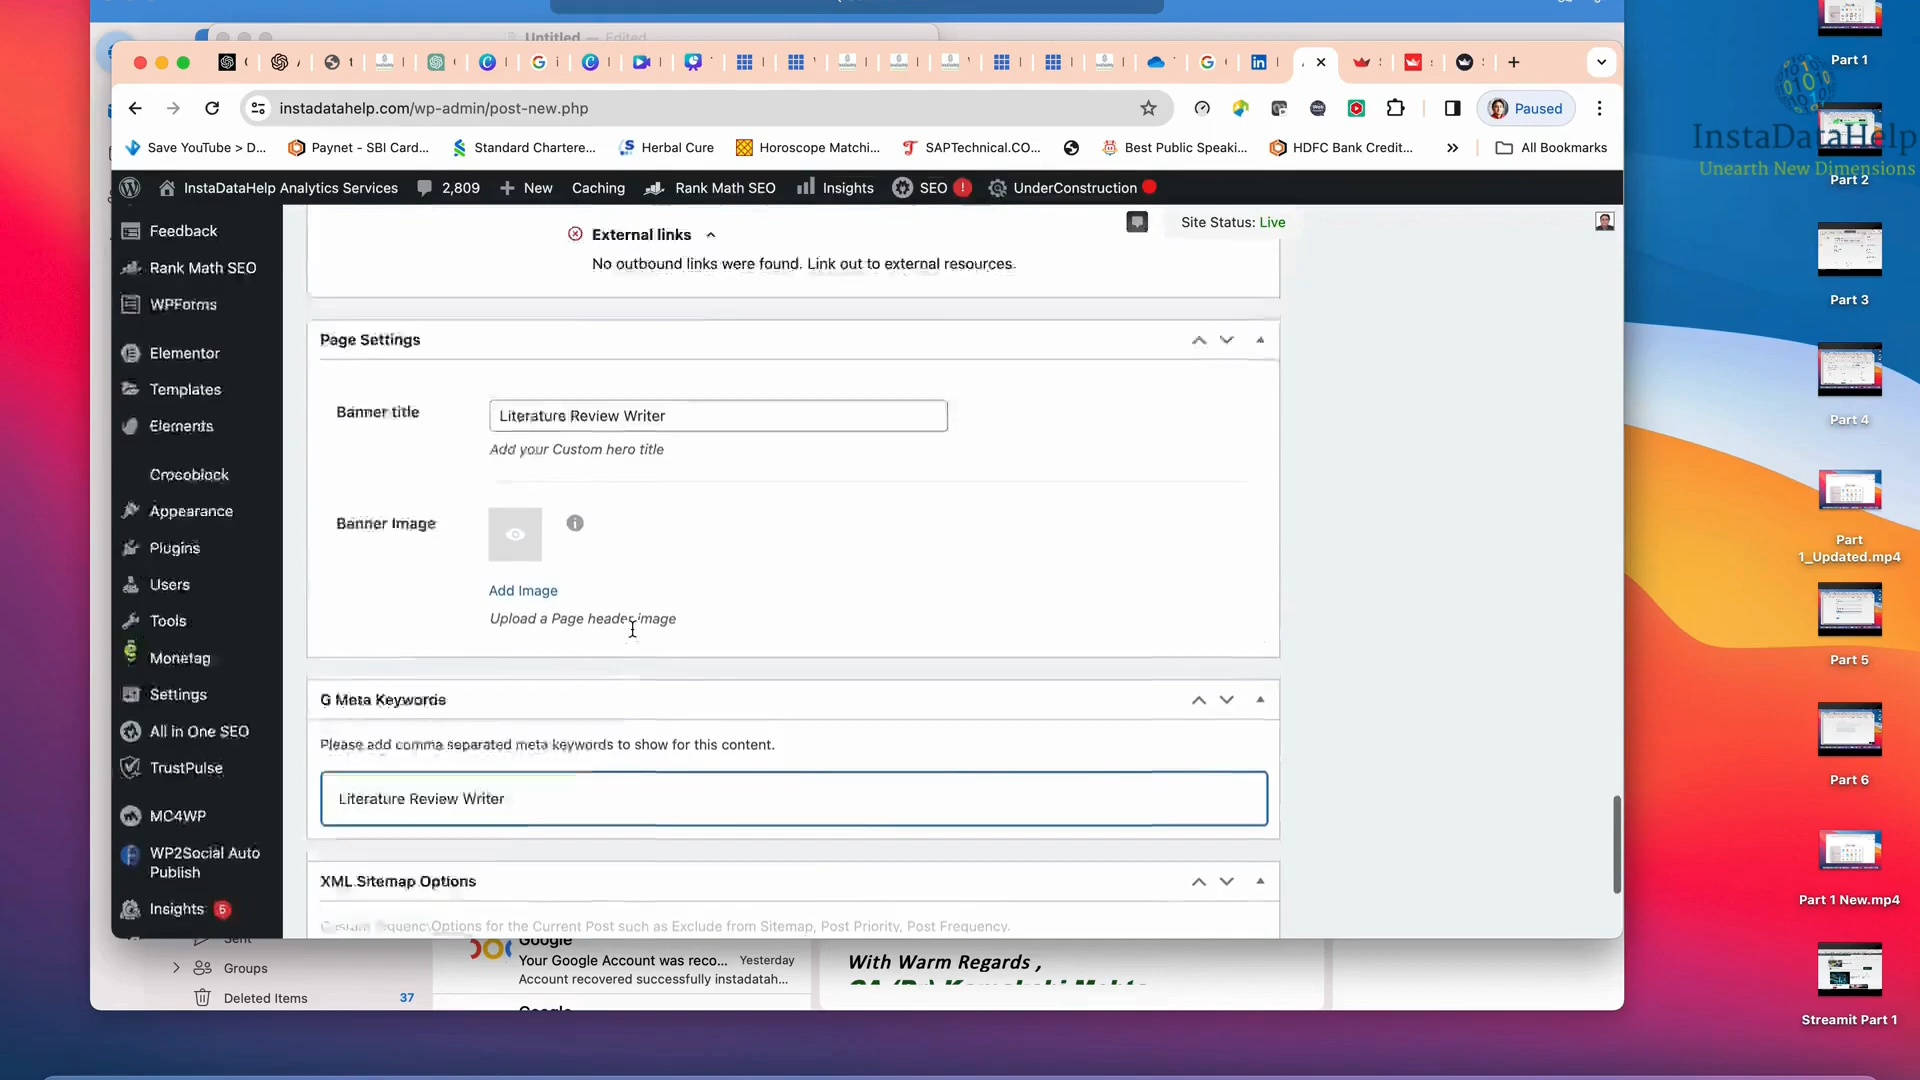 Untitled — Edited
Part 1
Part 2
Part 3
Part 4
Part
1_Updated.mp4
Part 5
Part 6
Part 1 New.mp4
Streamit Part 1
InstaDataHelp
Unearth New Dimensions
instadatahelp.com/wp-admin/post-new.php
Paused
Save YouTube > D...
Paynet - SBI Card...
Standard Chartere...
Herbal Cure
Horoscope Matchi...
SAPTechnical.CO...
Best Public Speaki...
HDFC Bank Credit...
All Bookmarks
InstaDataHelp Analytics Services
2,809
New
Caching
Rank Math SEO
Insights
SEO
UnderConstruction
Site Status: Live
Feedback
Rank Math SEO
WPForms
Elementor
Templates
Elements
Crocoblock
Appearance
Plugins
Users
Tools
Monetag
Settings
All in One SEO
TrustPulse
MC4WP
WP2Social Auto
Publish
Insights 5
External links
No outbound links were found. Link out to external resources.
Page Settings
Banner title
Literature Review Writer
Add your Custom hero title
Banner Image
Add Image
Upload a Page header image
G Meta Keywords
Please add comma separated meta keywords to show for this content.
Literature Review Writer
XML Sitemap Options
Options for the Current Post such as Exclude from Sitemap, Post Priority, Post Frequency.
Sent
Groups
Deleted Items 37
Google
Your Google Account was reco... Yesterday
Account recovered successfully instadatah...
Google
With Warm Regards ,